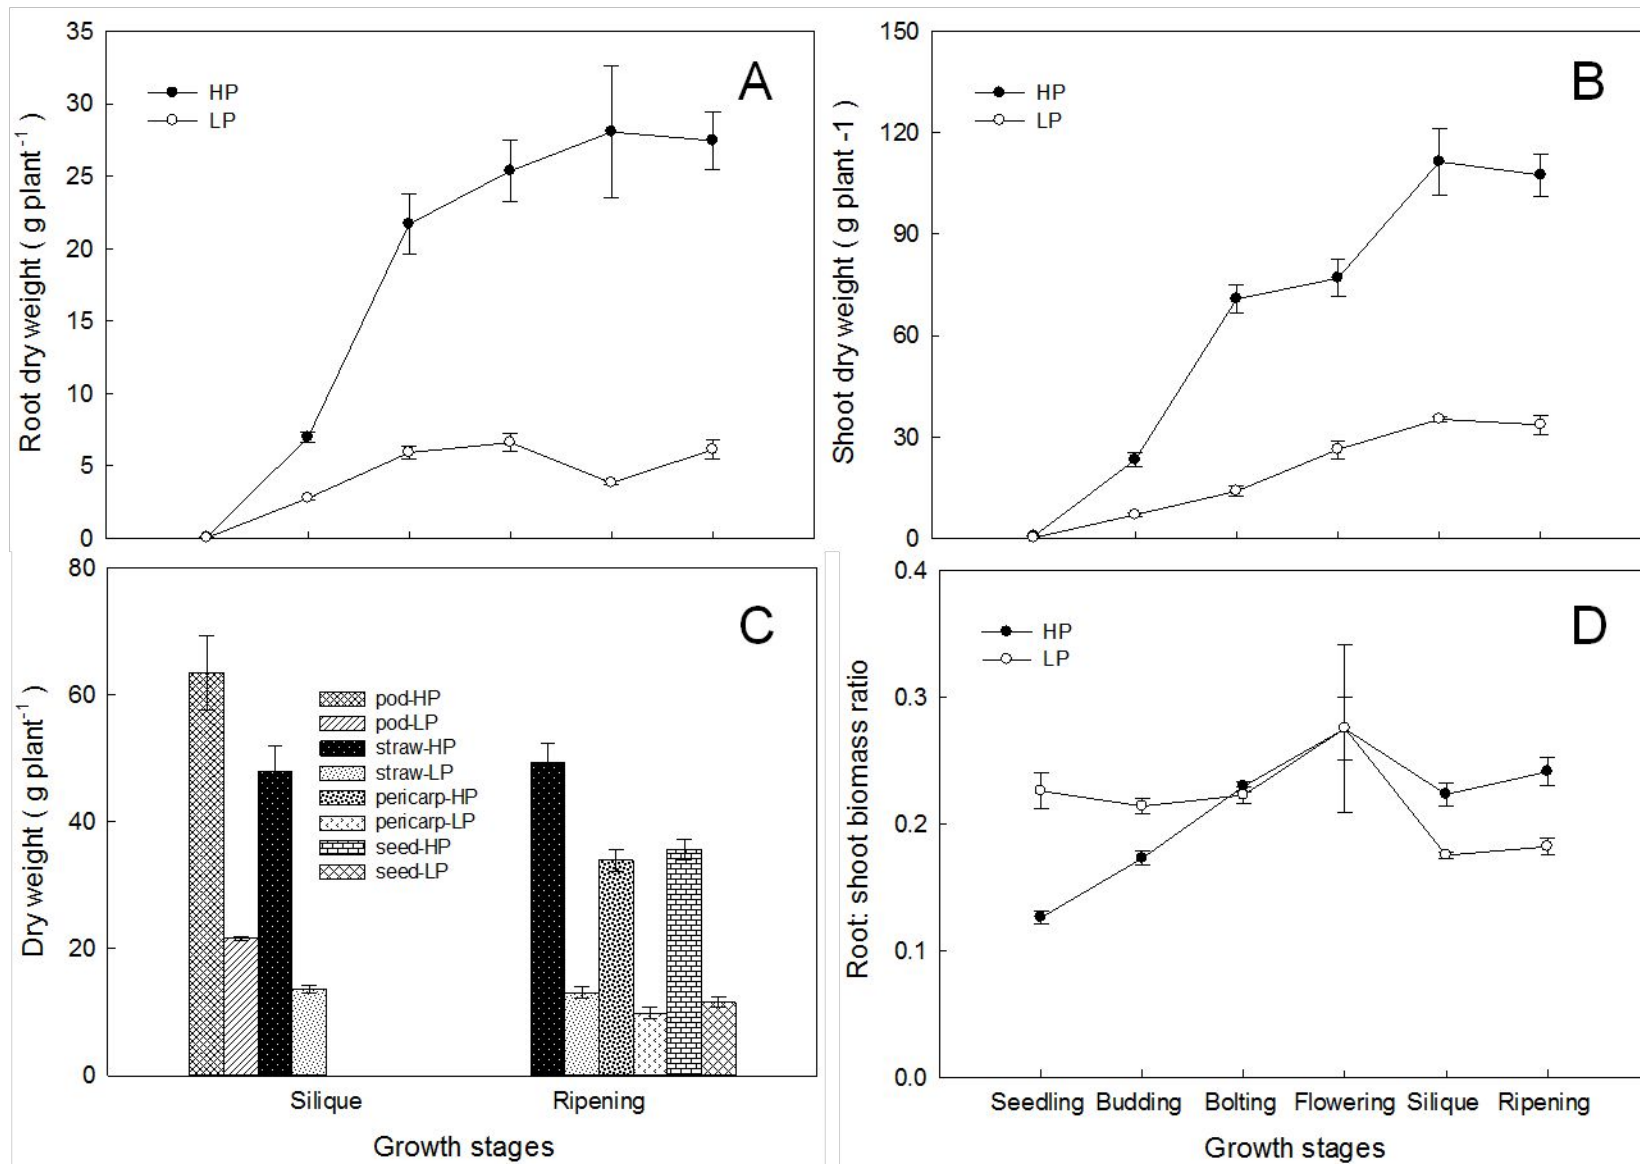 A
Root dry weight ( g plant-1 )
35
30
25
20
15
10
5
0
HP
LP
B
Shoot dry weight ( g plant -1 )
150
120
90
60
30
0
HP
LP
C
Dry weight ( g plant-1 )
80
60
40
20
0
pod-HP
pod-LP
straw-HP
straw-LP
pericarp-HP
pericarp-LP
seed-HP
seed-LP
Silique Ripening
Growth stages
D
Root: shoot biomass ratio
0.4
0.3
0.2
0.1
0.0
HP
LP
Seedling Budding Bolting Flowering Silique Ripening
Growth stages